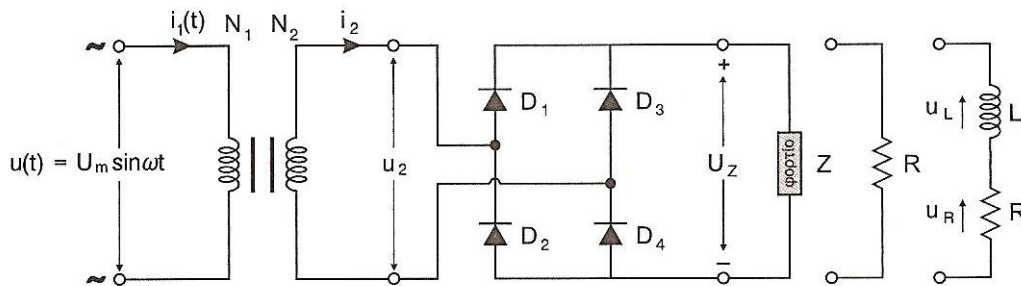 i₁(t) N₁ N₂ i₂
~
u(t) = Uₘ sinωt
~
u₂
D₁ D₃
D₂ D₄
+
U_Z
−
φορτίο
Z
R
u_L L
u_R R